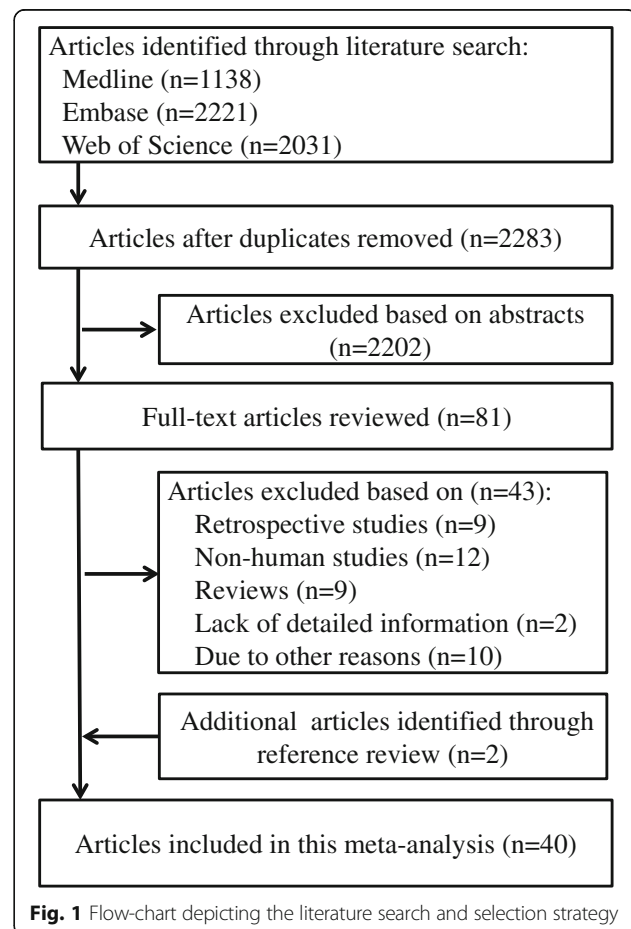 Articles identified through literature search:
Medline (n=1138)
Embase (n=2221)
Web of Science (n=2031)
Articles after duplicates removed (n=2283)
Articles excluded based on abstracts
(n=2202)
Full-text articles reviewed (n=81)
Articles excluded based on (n=43):
Retrospective studies (n=9)
Non-human studies (n=12)
Reviews (n=9)
Lack of detailed information (n=2)
Due to other reasons (n=10)
Additional articles identified through
reference review (n=2)
Articles included in this meta-analysis (n=40)
Fig. 1 Flow-chart depicting the literature search and selection strategy